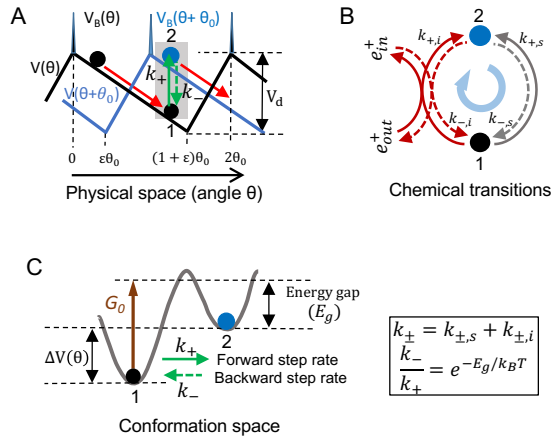 A
V_B(θ)
V_B(θ+θ_0)
2
V(θ)
k_+
k_-
V_d
V(θ+θ_0)
1
0
εθ_0
(1+ε)θ_0
2θ_0
Physical space (angle θ)
B
2
k_{+,i}
k_{+,s}
e^+_{in}
e^+_{out}
k_{-,i}
k_{-,s}
1
Chemical transitions
C
G_0
Energy gap
(E_g)
2
ΔV(θ)
k_+
Forward step rate
Backward step rate
k_-
1
Conformation space
k_± = k_{±,s} + k_{±,i}
k_-/k_+ = e^{-E_g/k_BT}